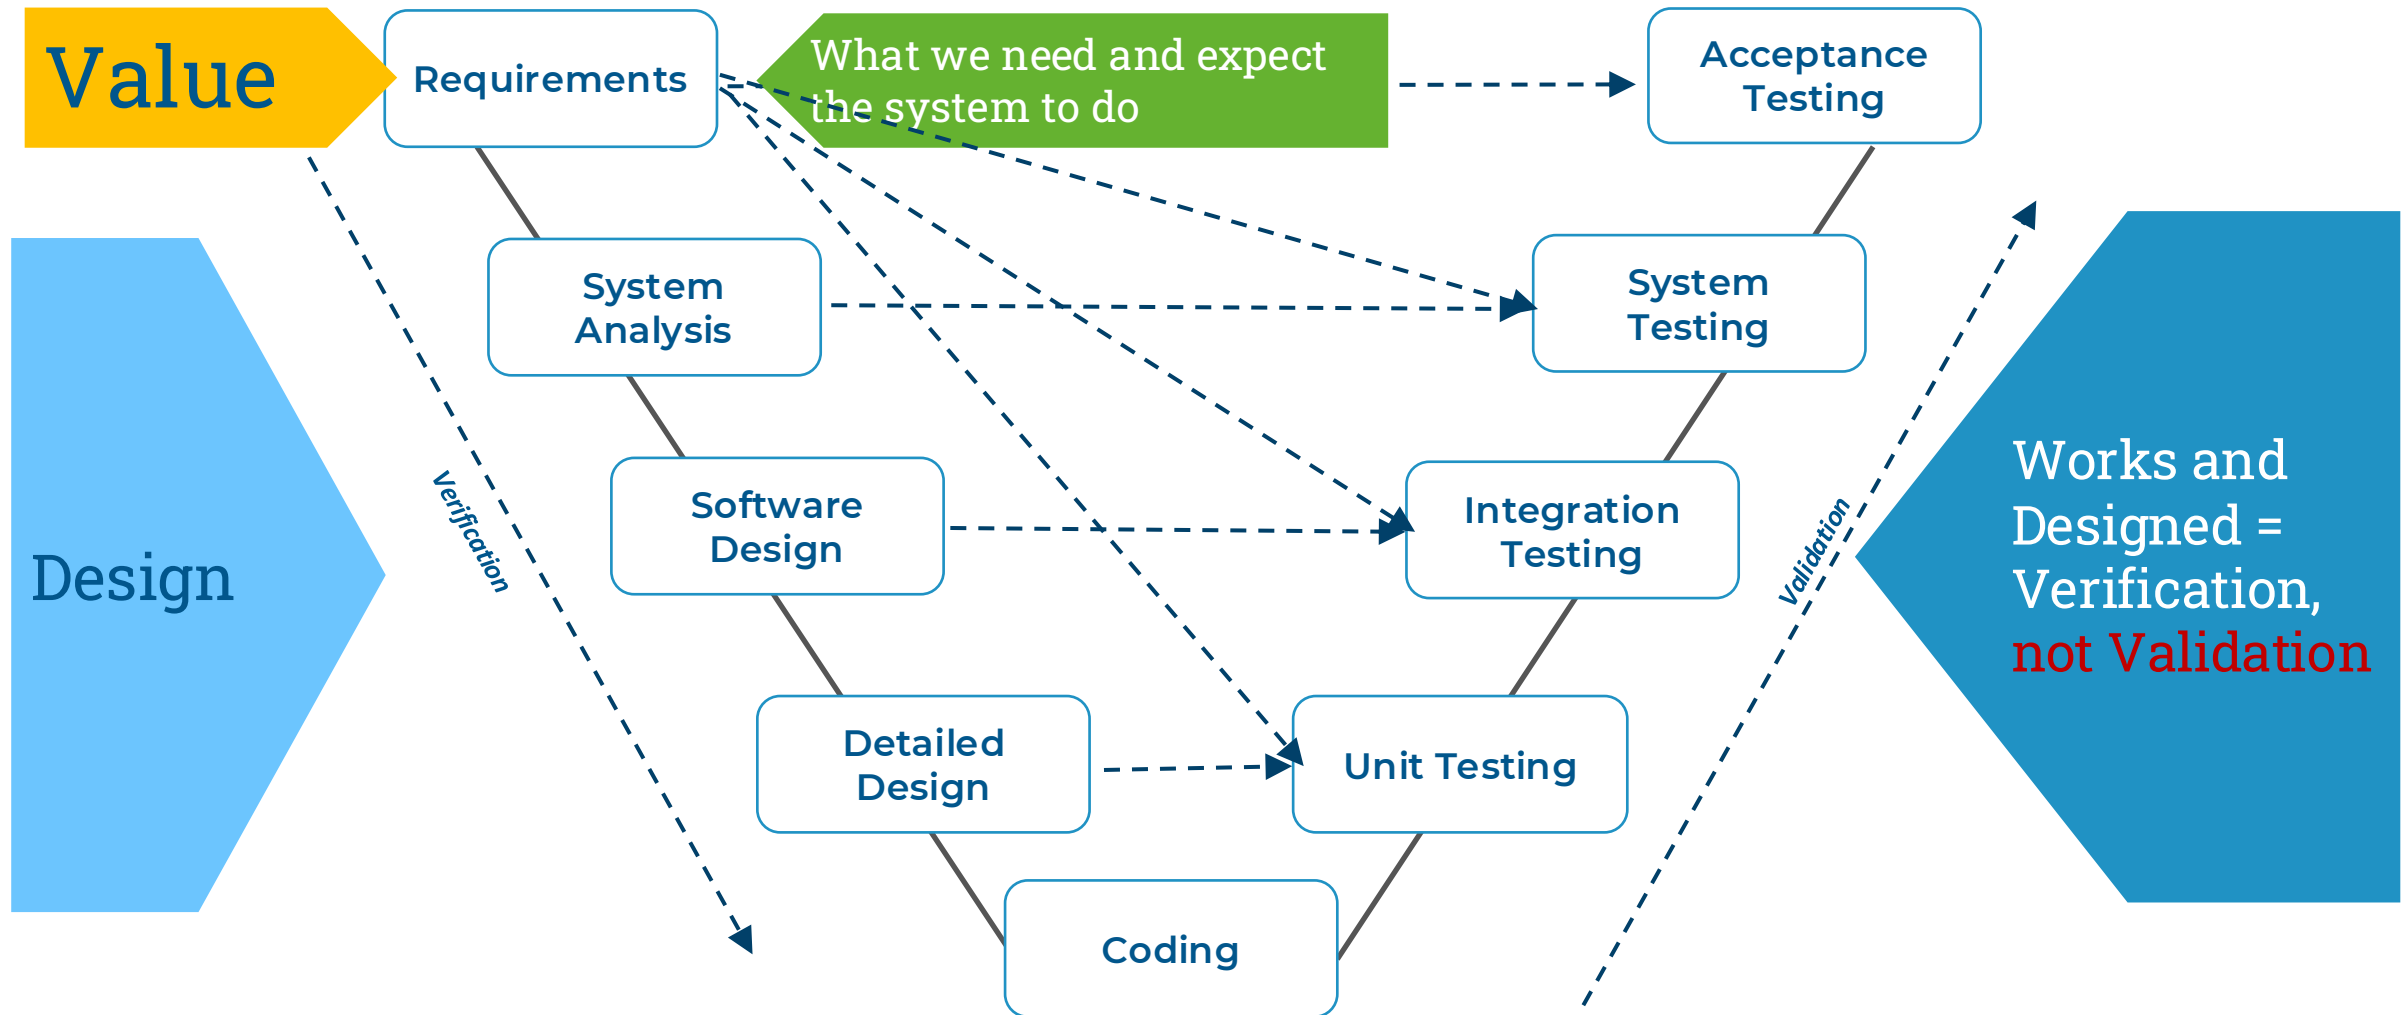 Value
Requirements
What we need and expect
the system to do
Acceptance
Testing
System
Analysis
System
Testing
Design
Verification
Software
Design
Integration
Testing
Validation
Works and
Designed =
Verification,
not Validation
Detailed
Design
Unit Testing
Coding